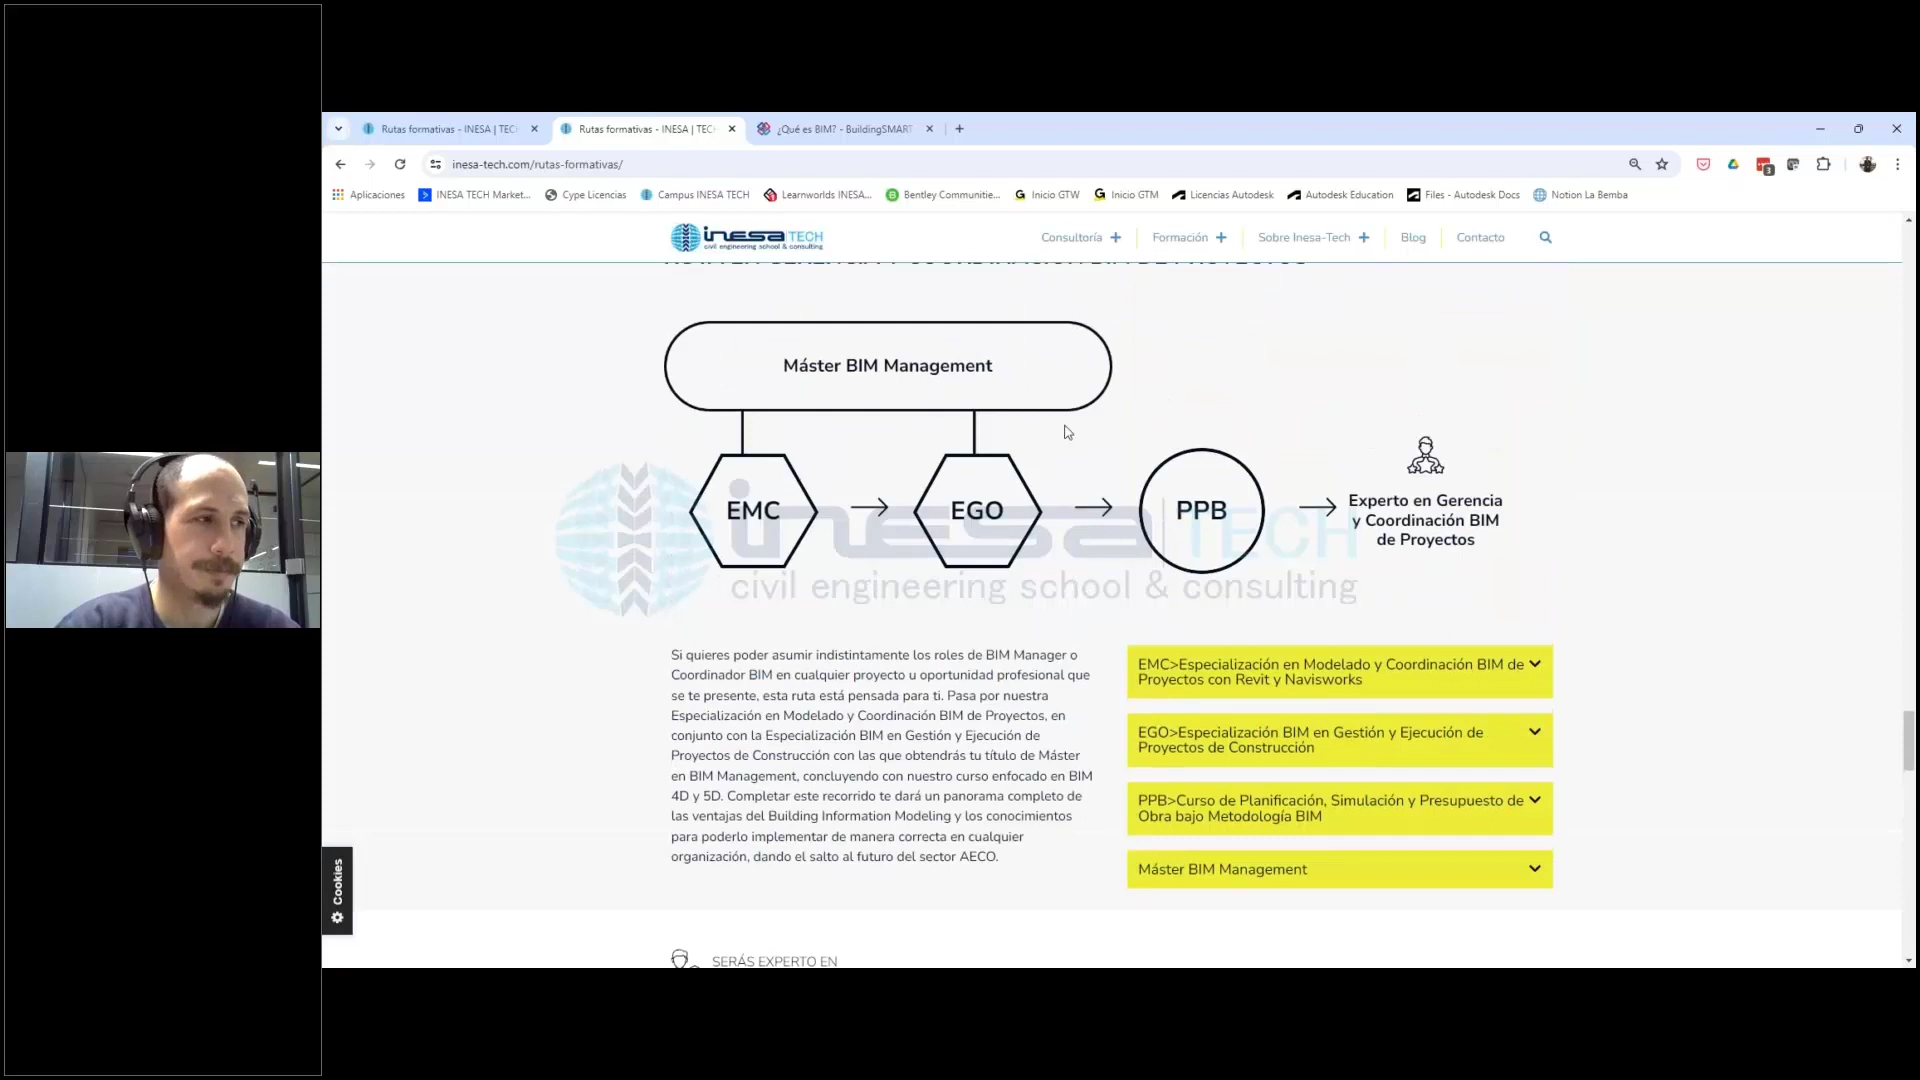 Rutas formativas - INESA | TEC
Rutas formativas - INESA | TEC
¿Qué es BIM? - BuildingSMART
inesa-tech.com/rutas-formativas/
3
Aplicaciones
INESA TECH Market...
Cype Licencias
Campus INESA TECH
Learnworlds INESA...
Bentley Communitie...
Inicio GTW
Inicio GTM
Licencias Autodesk
Autodesk Education
Files - Autodesk Docs
Notion La Bemba
inesa TECH
civil engineering school & consulting
Consultoría +
Formación +
Sobre Inesa-Tech +
Blog
Contacto
Máster BIM Management
EMC
EGO
PPB
Experto en Gerencia
y Coordinación BIM
de Proyectos
inesa TECH
civil engineering school & consulting
Si quieres poder asumir indistintamente los roles de BIM Manager o
Coordinador BIM en cualquier proyecto u oportunidad profesional que
se te presente, esta ruta está pensada para ti. Pasa por nuestra
Especialización en Modelado y Coordinación BIM de Proyectos, en
conjunto con la Especialización BIM en Gestión y Ejecución de
Proyectos de Construcción con las que obtendrás tu título de Máster
en BIM Management, concluyendo con nuestro curso enfocado en BIM
4D y 5D. Completar este recorrido te dará un panorama completo de
las ventajas del Building Information Modeling y los conocimientos
para poderlo implementar de manera correcta en cualquier
organización, dando el salto al futuro del sector AECO.
EMC>Especialización en Modelado y Coordinación BIM de
Proyectos con Revit y Navisworks
EGO>Especialización BIM en Gestión y Ejecución de
Proyectos de Construcción
PPB>Curso de Planificación, Simulación y Presupuesto de
Obra bajo Metodología BIM
Máster BIM Management
Cookies
SERÁS EXPERTO EN